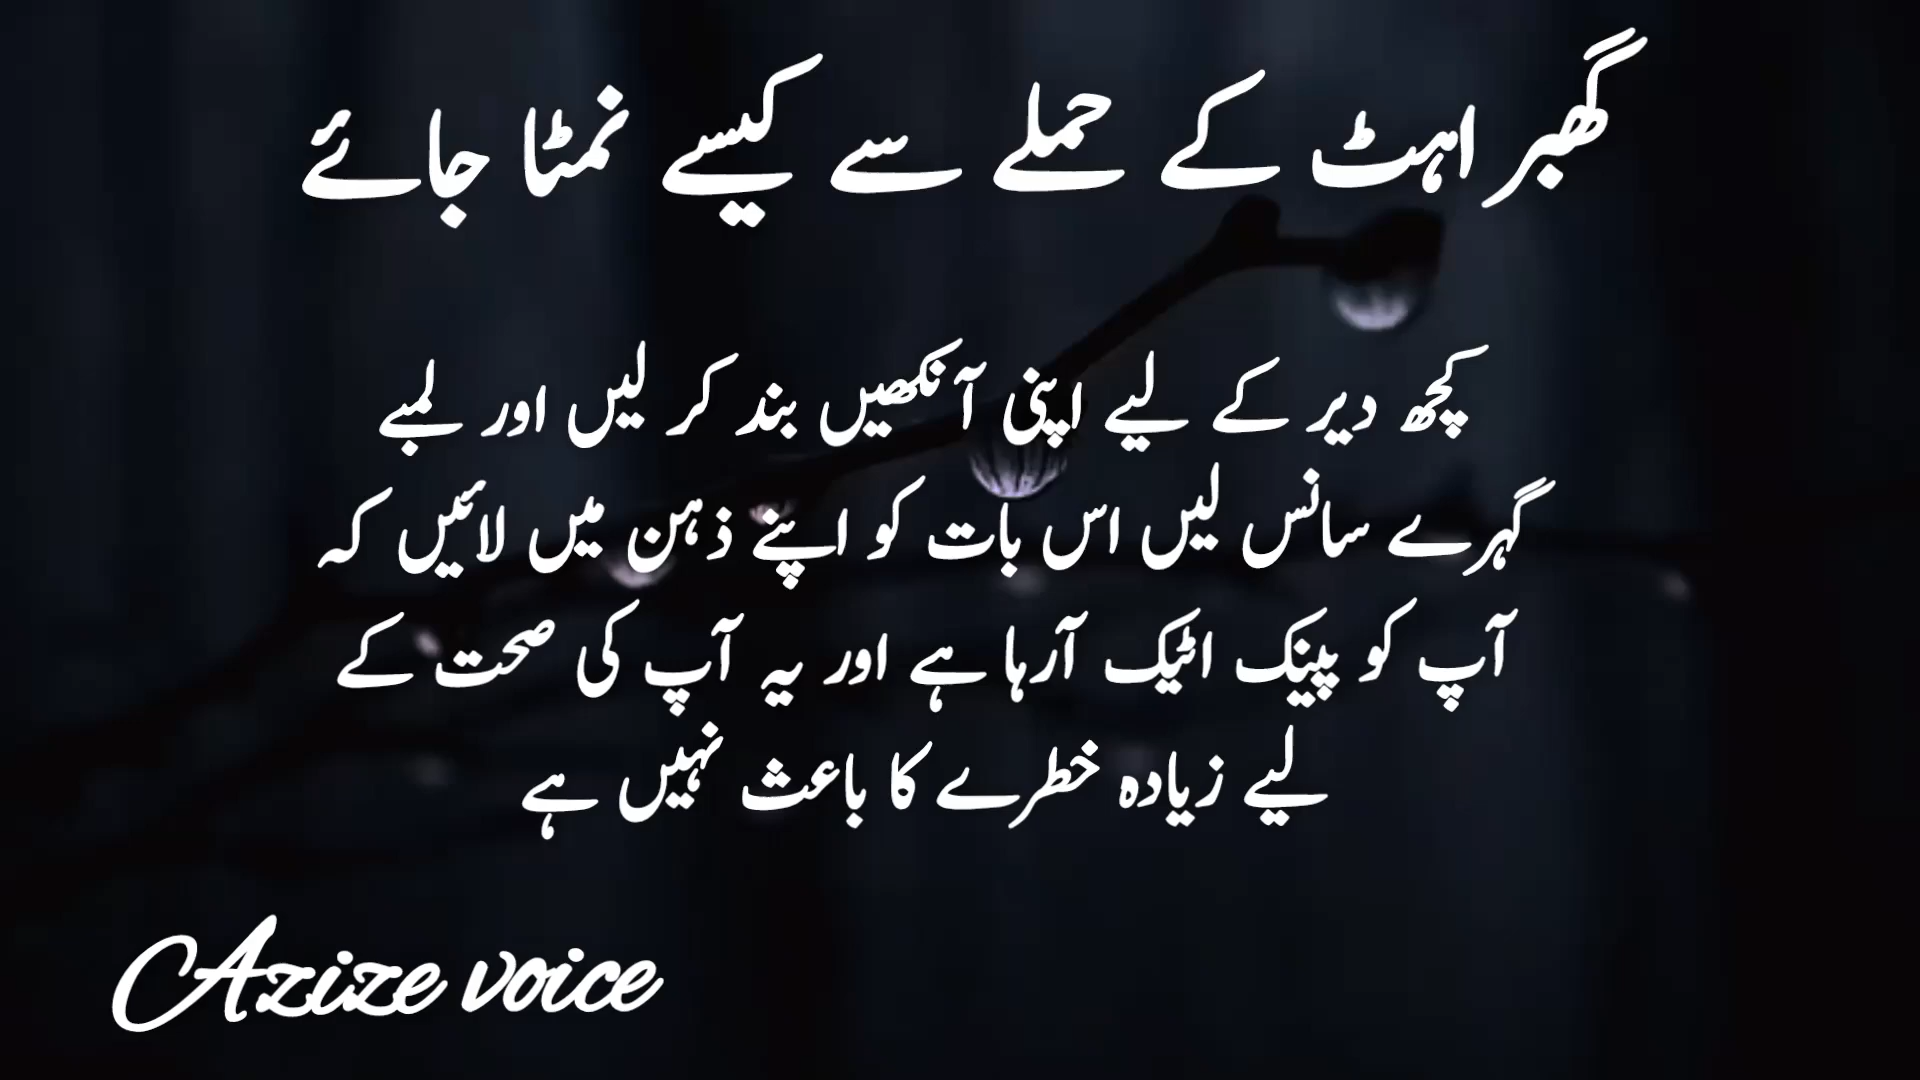 گھبراہٹ کے حملے سے کیسے نمٹا جائے
کچھ دیر کے لیے اپنی آنکھیں بند کر لیں اور لمبے
گہرے سانس لیں اس بات کو اپنے ذہن میں لائیں کہ
آپ کو پینک اٹیک آرہا ہے اور یہ آپ کی صحت کے
لیے زیادہ خطرے کا باعث نہیں ہے
Azize voice